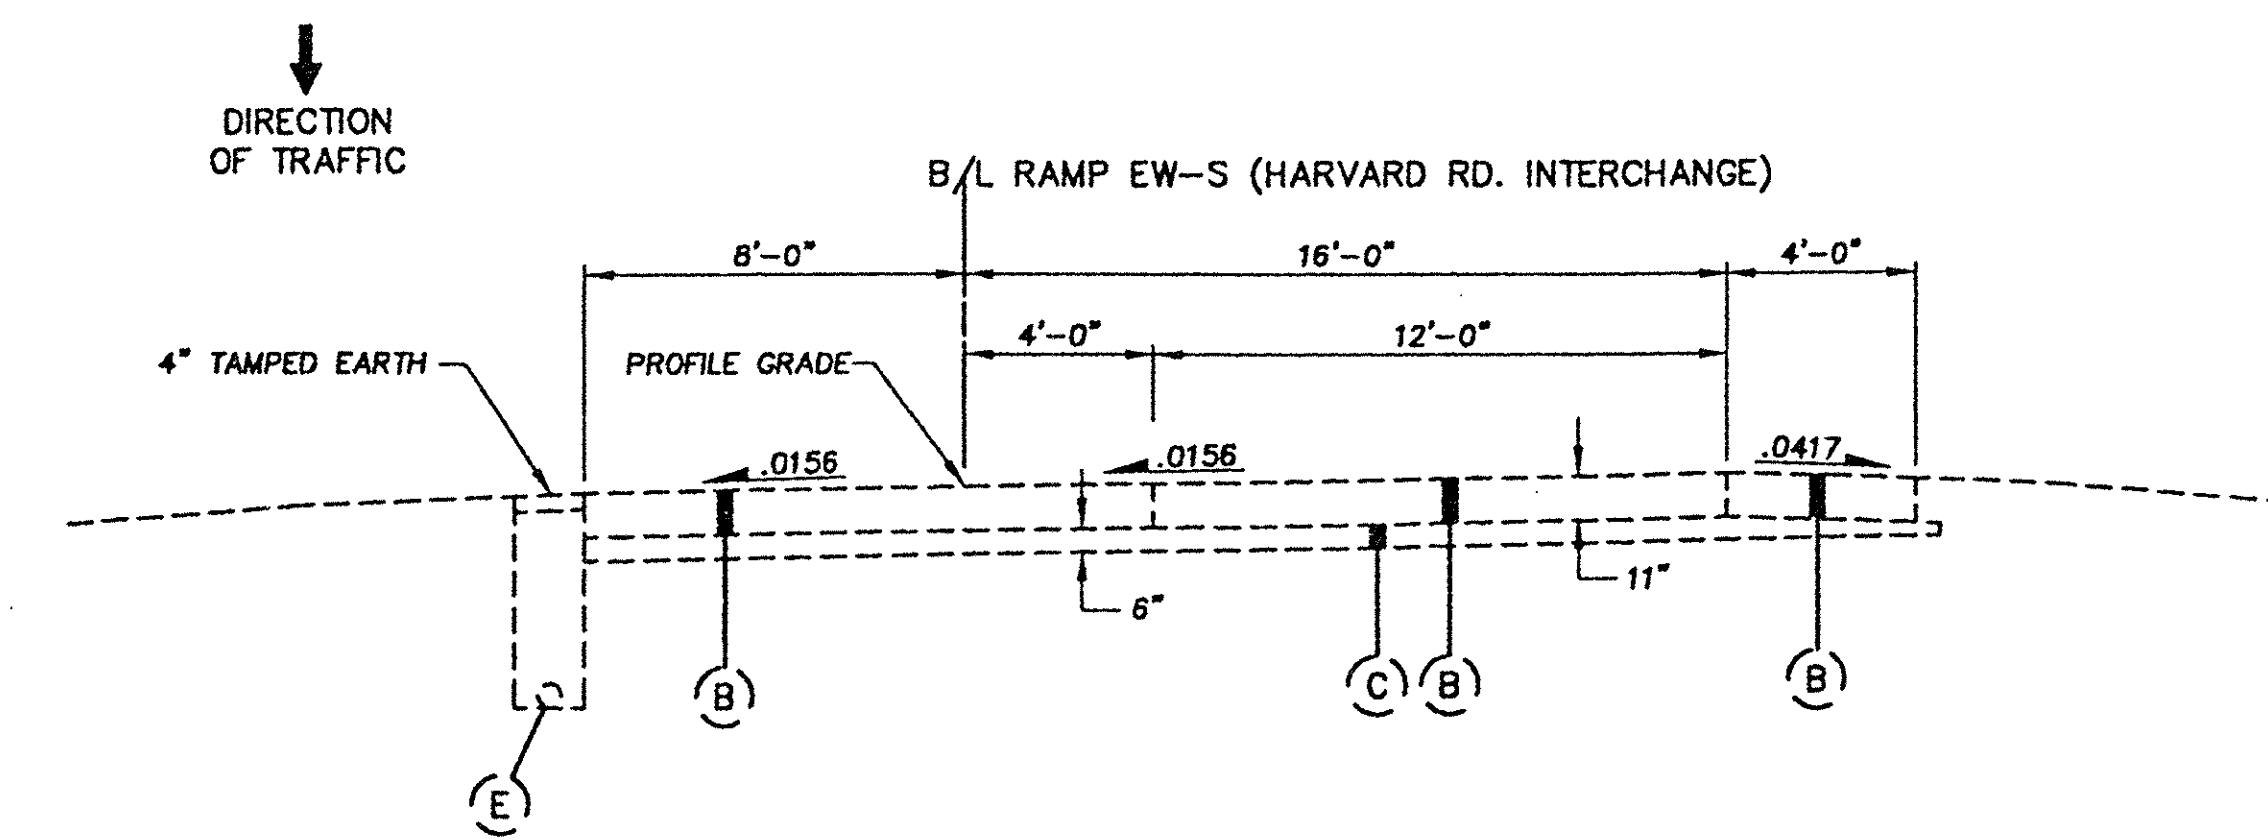 DIRECTION
OF TRAFFIC
B/L RAMP EW-S (HARVARD RD. INTERCHANGE)
8'-0"
16'-0"
4'-0"
4'-0"
12'-0"
4" TAMPED EARTH
PROFILE GRADE
.0156
.0156
.0417
6"
11"
B
C
B
B
E